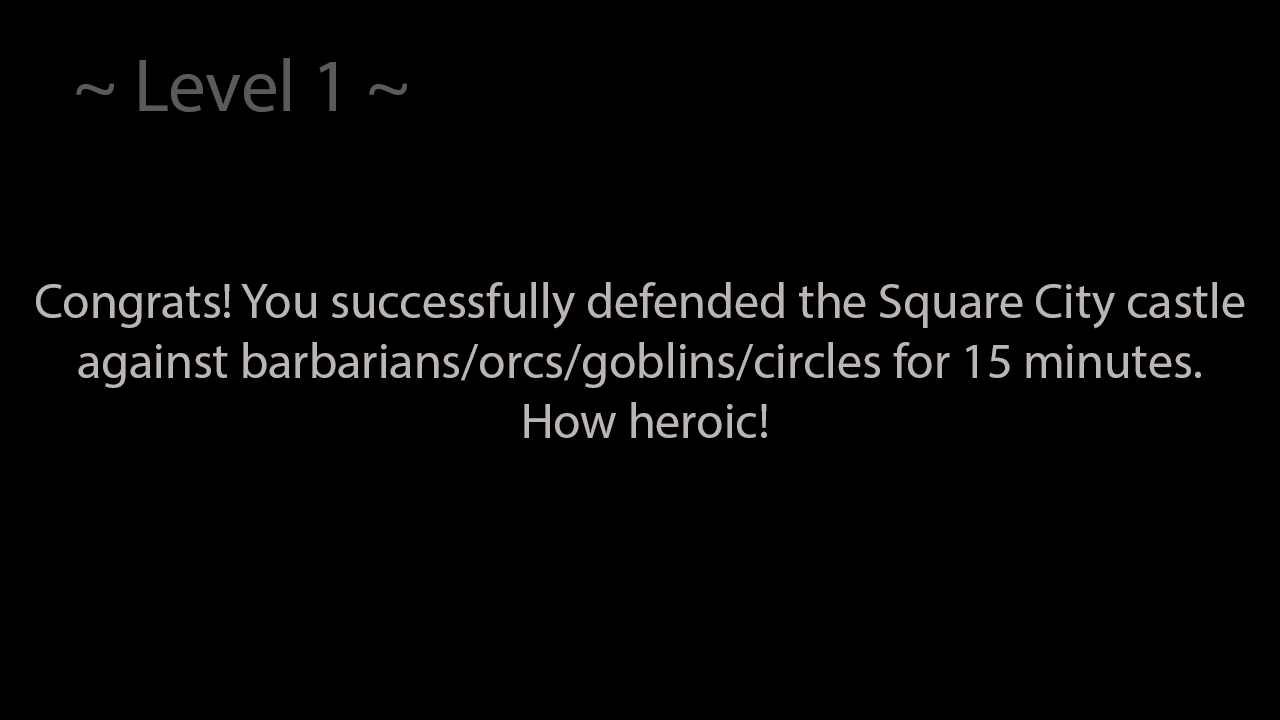 ~ Level 1 ~
Congrats! You successfully defended the Square City castle
against barbarians/orcs/goblins/circles for 15 minutes.
How heroic!